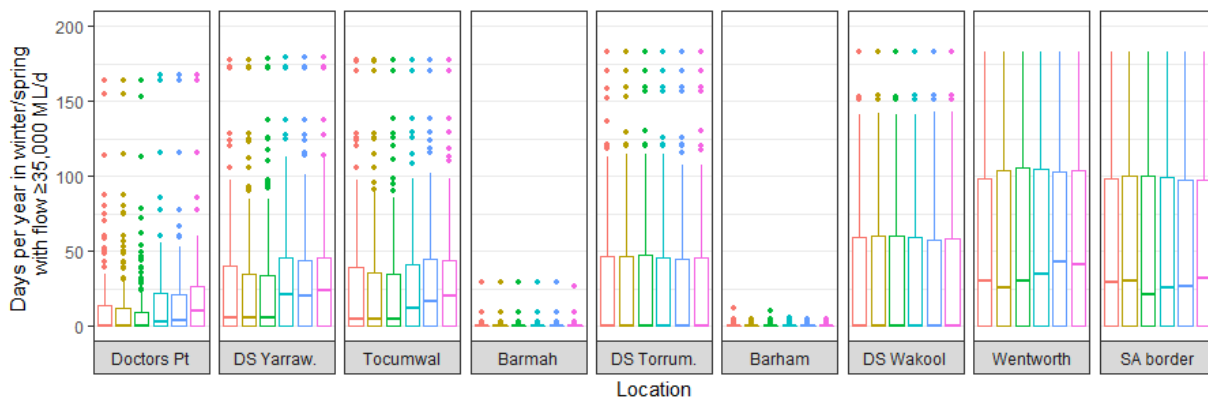 Days per year in winter/spring
with flow ≥35,000 ML/d
200
150
100
50
0
Doctors Pt
DS Yarraw.
Tocumwal
Barmah
DS Torrum.
Barham
DS Wakool
Wentworth
SA border
Location